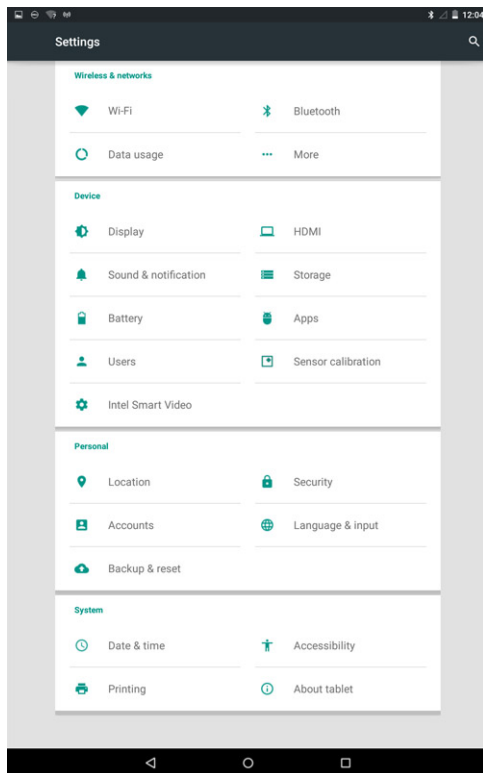 12:04
Settings
Wireless & networks
Wi-Fi
Bluetooth
Data usage
More
Device
Display
HDMI
Sound & notification
Storage
Battery
Apps
Users
Sensor calibration
Intel Smart Video
Personal
Location
Security
Accounts
Language & input
Backup & reset
System
Date & time
Accessibility
Printing
About tablet